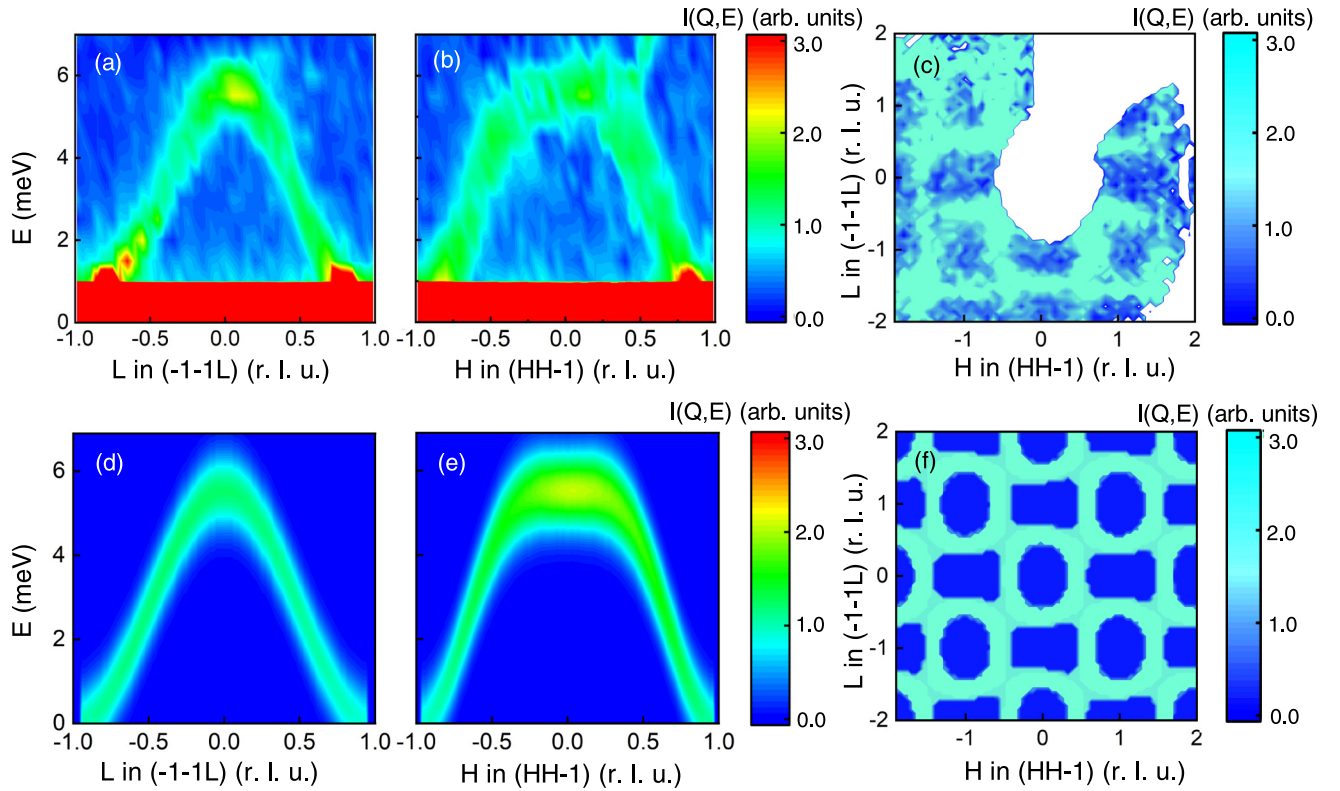 I(Q,E) (arb. units)
I(Q,E) (arb. units)
(a)
(b)
(c)
E (meV)
6
4
2
0
3.0
2.0
1.0
0.0
L in (-1-1L) (r. l. u.)
2
1
0
-1
-2
3.0
2.0
1.0
0.0
-1.0 -0.5 0.0 0.5 1.0
-1.0 -0.5 0.0 0.5 1.0
-1 0 1 2
L in (-1-1L) (r. l. u.)
H in (HH-1) (r. l. u.)
H in (HH-1) (r. l. u.)
I(Q,E) (arb. units)
I(Q,E) (arb. units)
(d)
(e)
(f)
E (meV)
6
4
2
0
3.0
2.0
1.0
0.0
L in (-1-1L) (r. l. u.)
2
1
0
-1
-2
3.0
2.0
1.0
0.0
-1.0 -0.5 0.0 0.5 1.0
-1.0 -0.5 0.0 0.5 1.0
-1 0 1 2
L in (-1-1L) (r. l. u.)
H in (HH-1) (r. l. u.)
H in (HH-1) (r. l. u.)